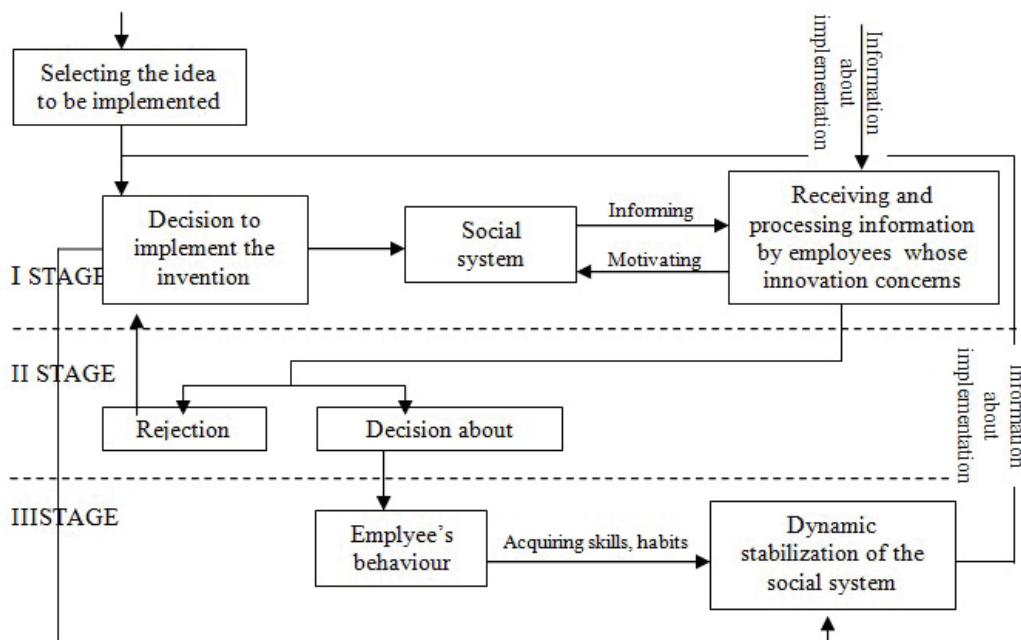 Selecting the idea
to be implemented
Information
about
implementation
Decision to
implement the
invention
Social
system
Informing
Motivating
Receiving and
processing information
by employees whose
innovation concerns
I STAGE
II STAGE
Rejection
Decision about
Information
about
implementation
IIISTAGE
Emplyee's
behaviour
Acquiring skills, habits
Dynamic
stabilization of the
social system